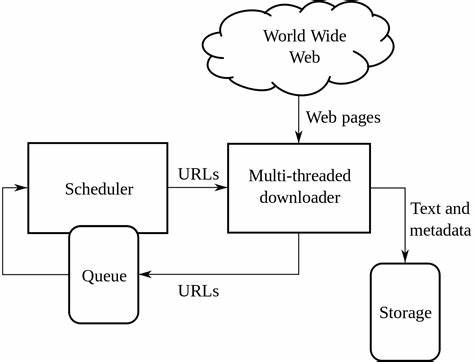 World Wide
Web
Web pages
URLs
Scheduler
Multi-threaded
downloader
Text and
metadata
Queue
URLs
Storage